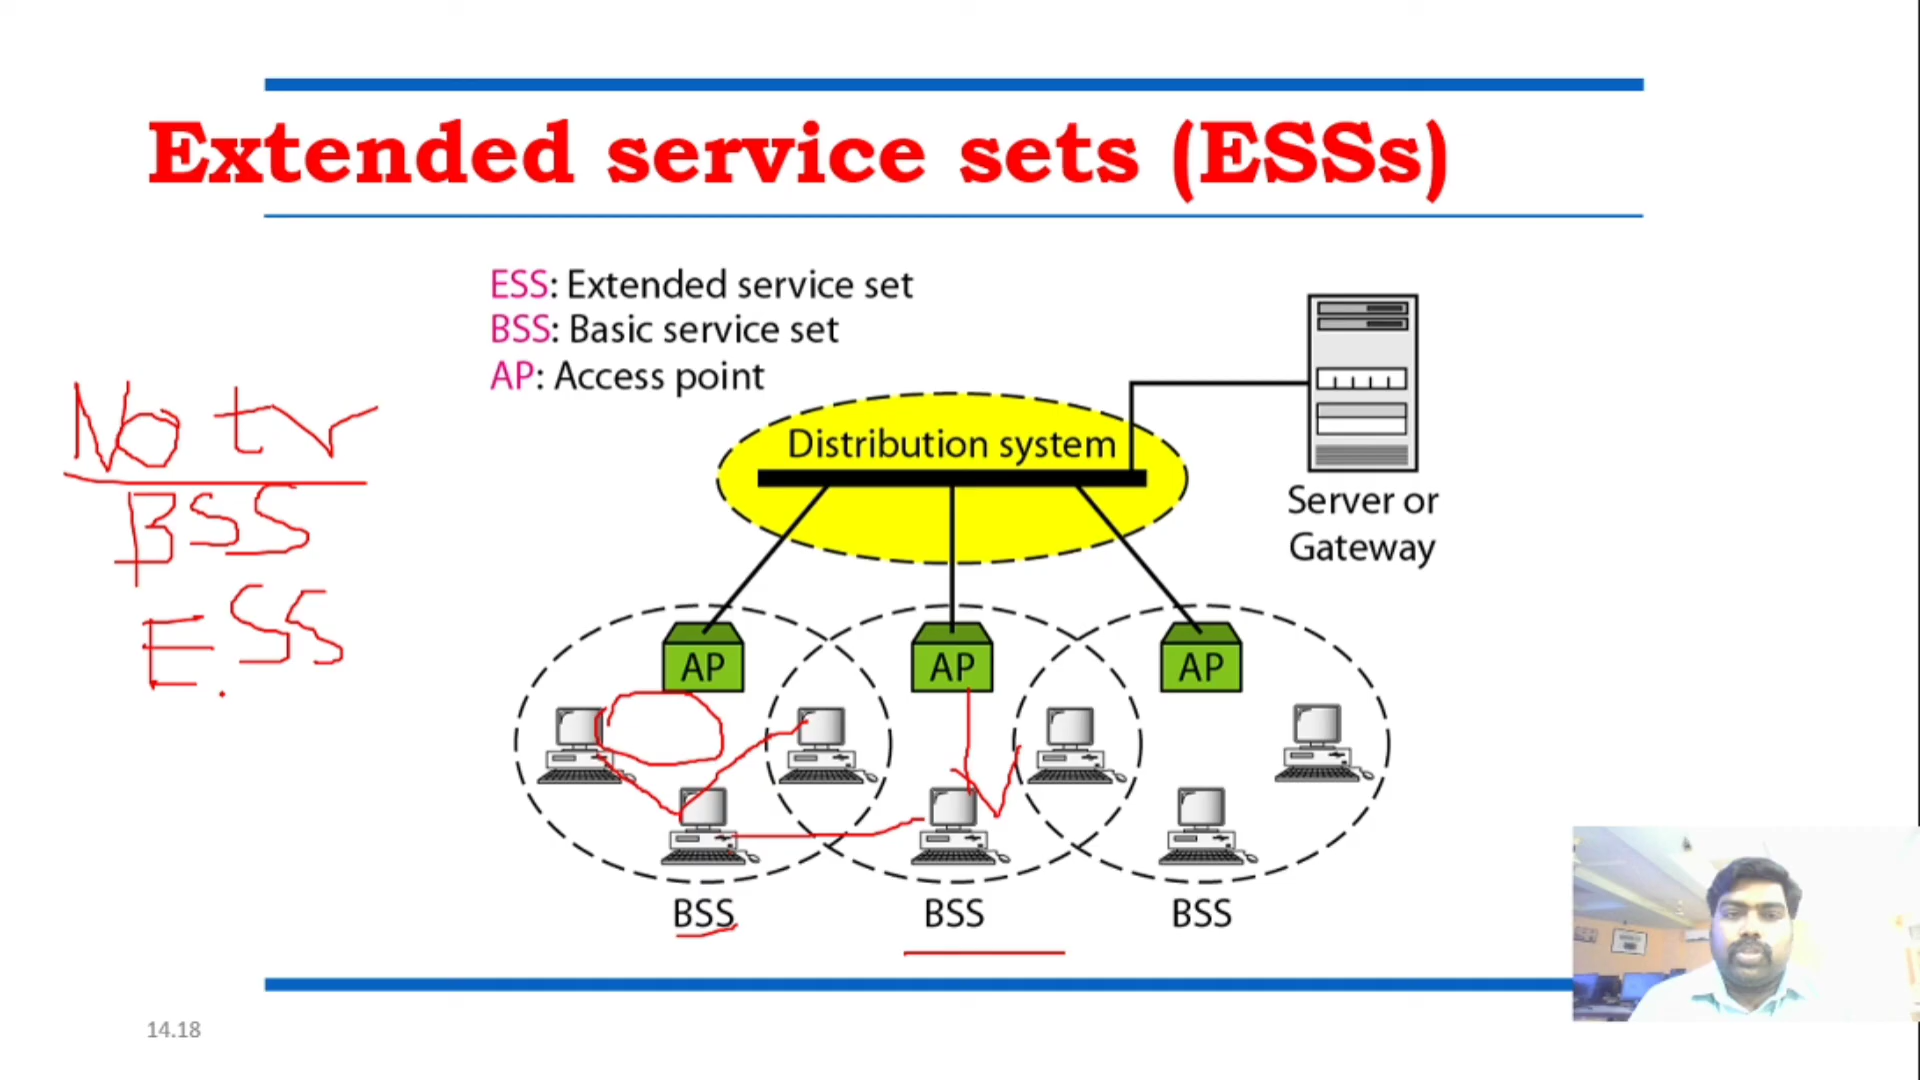 Extended service sets (ESSs)
ESS: Extended service set
BSS: Basic service set
AP: Access point
Distribution system
Server or
Gateway
No tr
BSS
ESS
AP AP AP
BSS BSS BSS
14.18